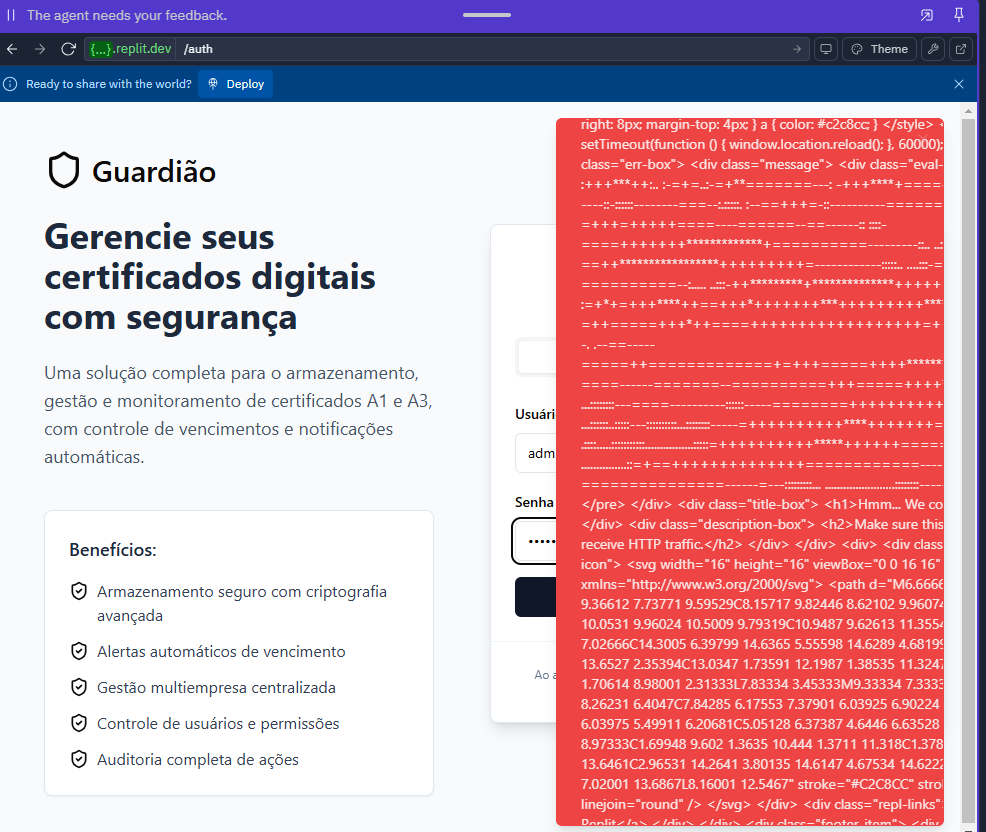 The agent needs your feedback.
{...}.replit.dev /auth
Theme
Ready to share with the world?
Deploy
Guardião
Gerencie seus
certificados digitais
com segurança
Uma solução completa para o armazenamento,
gestão e monitoramento de certificados A1 e A3,
com controle de vencimentos e notificações
automáticas.
Benefícios:
Armazenamento seguro com criptografia
avançada
Alertas automáticos de vencimento
Gestão multiempresa centralizada
Controle de usuários e permissões
Auditoria completa de ações
Usuári
adm
Senha
•••••
Ao a
right: 8px; margin-top: 4px; } a { color: #c2c8cc; } </style> <
setTimeout(function () { window.location.reload(); }, 60000);
class="err-box"> <div class="message"> <div class="eval-
</pre> </div> <div class="title-box"> <h1>Hmm... We co
</div> <div class="description-box"> <h2>Make sure this
receive HTTP traffic.</h2> </div> </div> <div> <div class
icon"> <svg width="16" height="16" viewBox="0 0 16 16"
xmlns="http://www.w3.org/2000/svg"> <path d="M6.6666
9.36612 7.73771 9.59529C8.15717 9.82446 8.62102 9.96074
10.0531 9.96024 10.5009 9.79319C10.9487 9.62613 11.3554
7.02666C14.3005 6.39799 14.6365 5.55598 14.6289 4.68199
13.6527 2.35394C13.0347 1.73591 12.1987 1.38535 11.3247
1.70614 8.98001 2.31333L7.83334 3.45333M9.33334 7.3333
8.26231 6.4047C7.84285 6.17553 7.37901 6.03925 6.90224
6.03975 5.49911 6.20681C5.05128 6.37387 4.6446 6.63528
8.97333C1.69948 9.602 1.3635 10.444 1.3711 11.318C1.378
13.6461C2.96531 14.2641 3.80135 14.6147 4.67534 14.6222
7.02001 13.6867L8.16001 12.5467" stroke="#C2C8CC" strol
linejoin="round" /> </svg> </div> <div class="repl-links"
Replit</a> </div> </div> <div class="footer-item"> <div